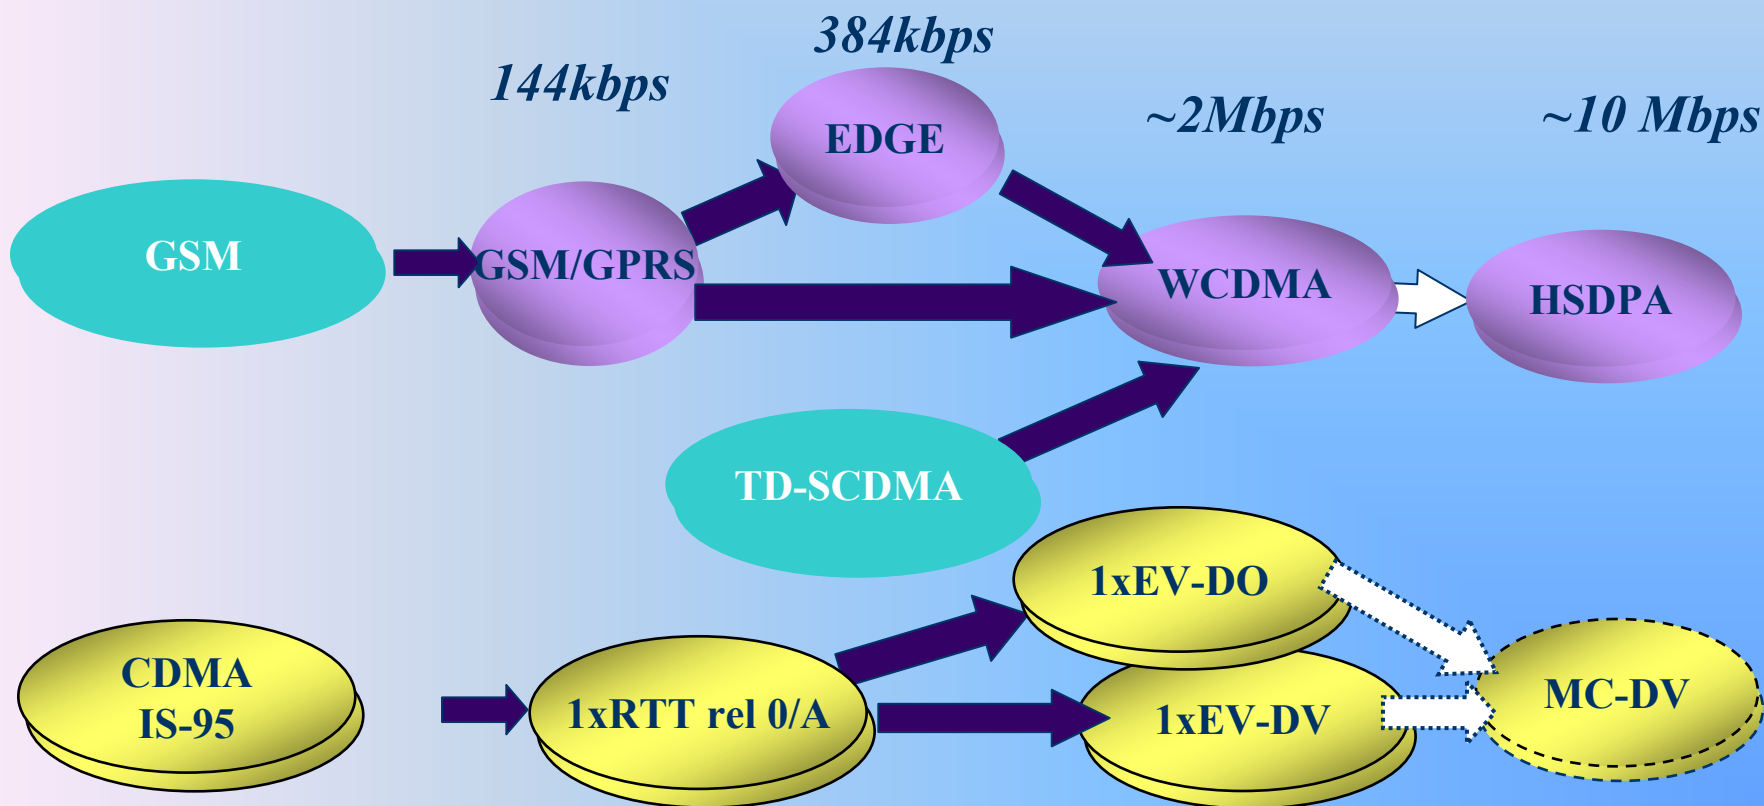 384kbps
144kbps
~2Mbps
~10 Mbps
EDGE
GSM
GSM/GPRS
WCDMA
HSDPA
TD-SCDMA
1xEV-DO
CDMA
IS-95
1xRTT rel 0/A
1xEV-DV
MC-DV